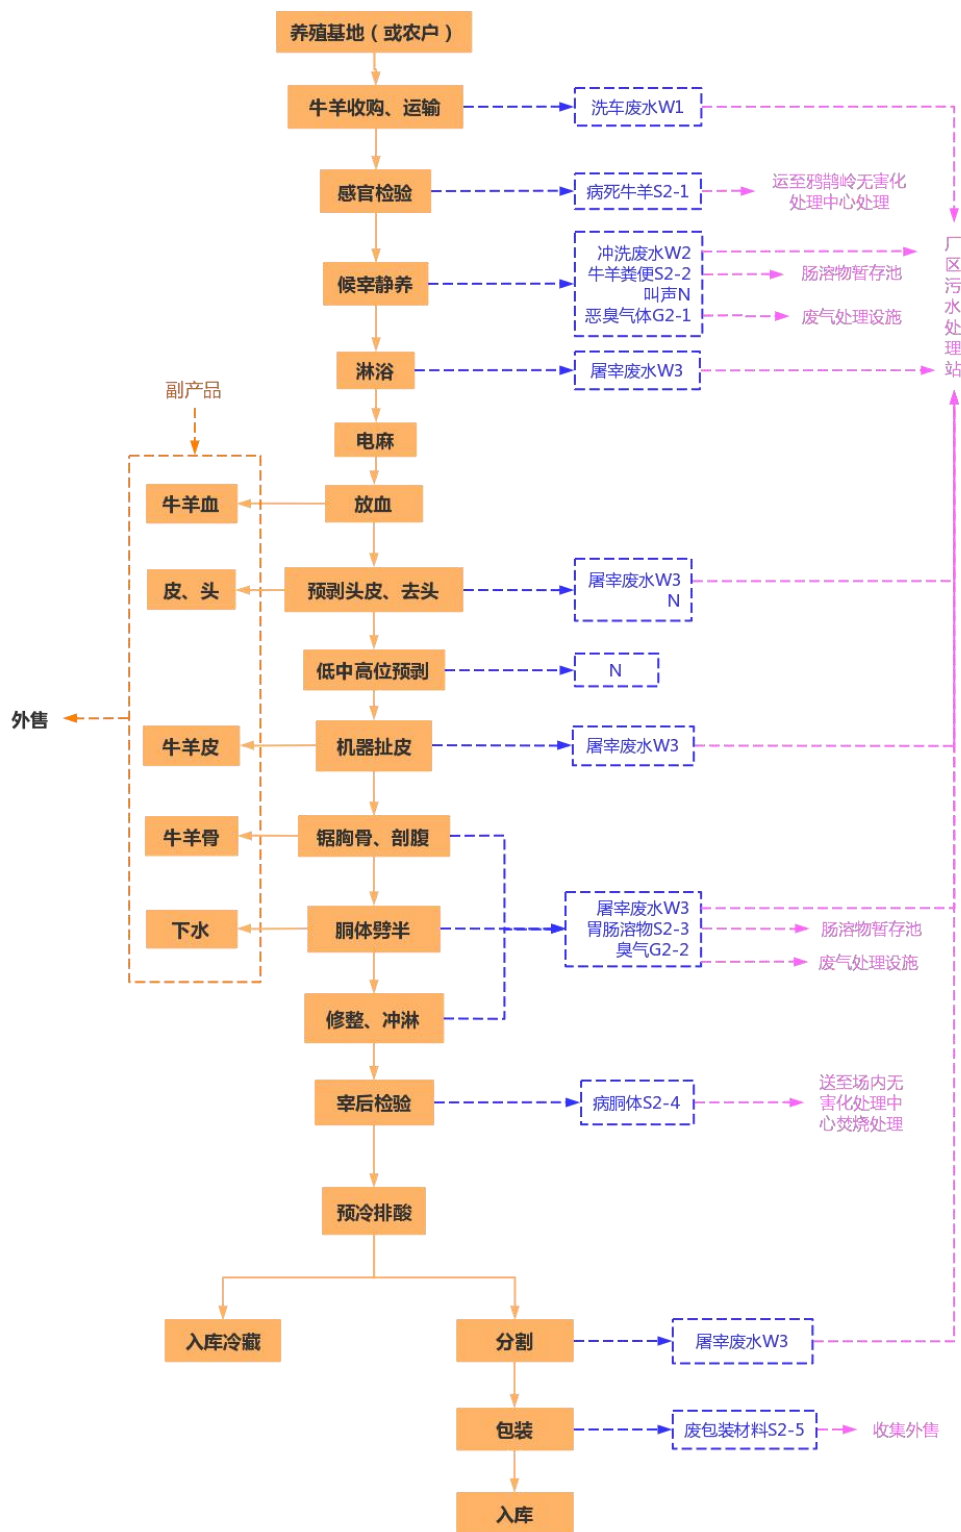 养殖基地（或农户）
牛羊收购、运输
洗车废水W1
感官检验
病死牛羊S2-1
运至鸦鹊岭无害化
处理中心处理
候宰静养
冲洗废水W2
牛羊粪便S2-2
叫声N
恶臭气体G2-1
肠溶物暂存池
废气处理设施
厂区污水处理站
淋浴
屠宰废水W3
副产品
电麻
牛羊血
放血
皮、头
预剥头皮、去头
屠宰废水W3
N
低中高位预剥
N
外售
牛羊皮
机器扯皮
屠宰废水W3
牛羊骨
锯胸骨、剖腹
下水
胴体劈半
屠宰废水W3
胃肠溶物S2-3
臭气G2-2
肠溶物暂存池
废气处理设施
修整、冲淋
宰后检验
病胴体S2-4
送至场内无
害化处理中
心焚烧处理
预冷排酸
入库冷藏
分割
屠宰废水W3
包装
废包装材料S2-5
收集外售
入库